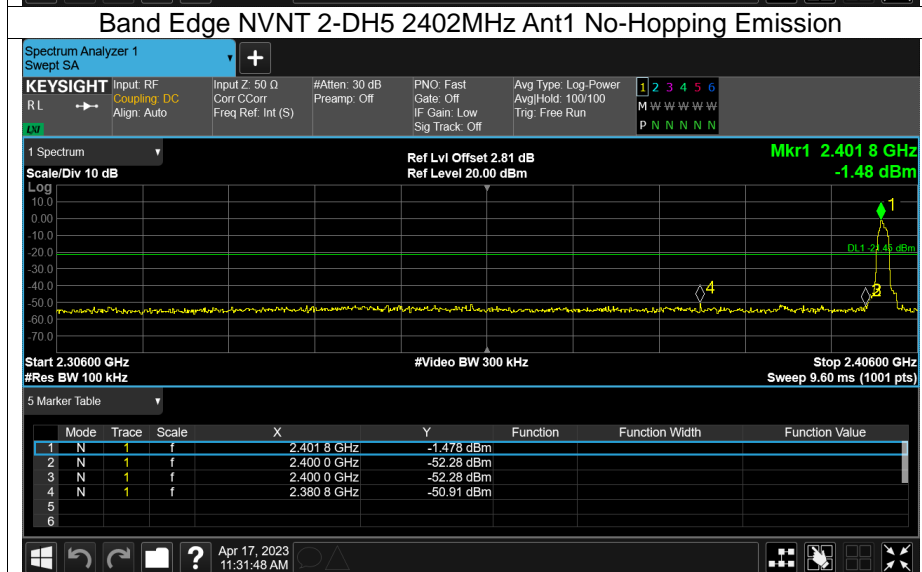 Band Edge NVNT 2-DH5 2402MHz Ant1 No-Hopping Emission
Spectrum Analyzer 1
Swept SA
+
KEYSIGHT Input: RF Input Z: 50 Ω #Atten: 30 dB PNO: Fast Avg Type: Log-Power 1 2 3 4 5 6
RL Coupling: DC Corr CCorr Preamp: Off Gate: Off Avg|Hold: 100/100 M W W W W W
Align: Auto Freq Ref: Int (S) IF Gain: Low Trig: Free Run
LXI Sig Track: Off P N N N N N
1 Spectrum Ref Lvl Offset 2.81 dB Mkr1 2.401 8 GHz
Scale/Div 10 dB Ref Level 20.00 dBm -1.48 dBm
Log
10.0 1
0.00
-10.0
-20.0 DL1 -21.45 dBm
-30.0
-40.0 4
-50.0
-60.0
-70.0
Start 2.30600 GHz #Video BW 300 kHz Stop 2.40600 GHz
#Res BW 100 kHz Sweep 9.60 ms (1001 pts)
5 Marker Table
Mode Trace Scale X Y Function Function Width Function Value
1 N 1 f 2.401 8 GHz -1.478 dBm
2 N 1 f 2.400 0 GHz -52.28 dBm
3 N 1 f 2.400 0 GHz -52.28 dBm
4 N 1 f 2.380 8 GHz -50.91 dBm
5
6
? Apr 17, 2023
11:31:48 AM